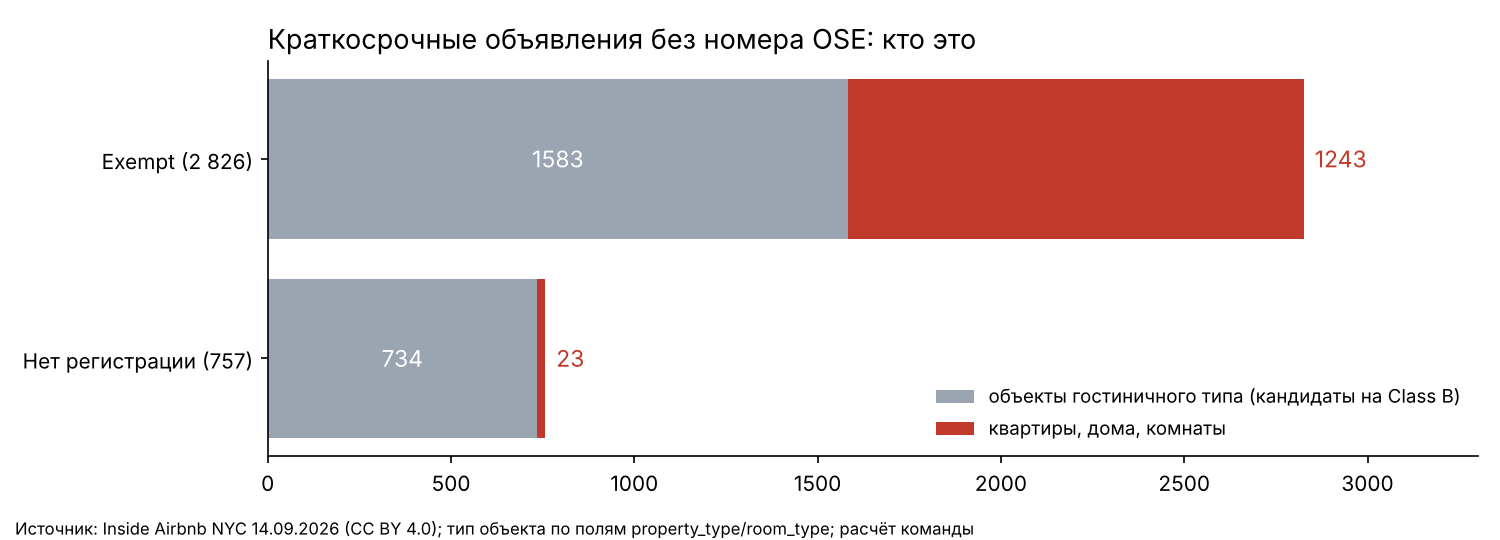 Краткосрочные объявления без номера OSE: кто это
Exempt (2 826)
1583
1243
Нет регистрации (757)
734
23
объекты гостиничного типа (кандидаты на Class B)
квартиры, дома, комнаты
0 500 1000 1500 2000 2500 3000
Источник: Inside Airbnb NYC 14.09.2026 (CC BY 4.0); тип объекта по полям property_type/room_type; расчёт команды